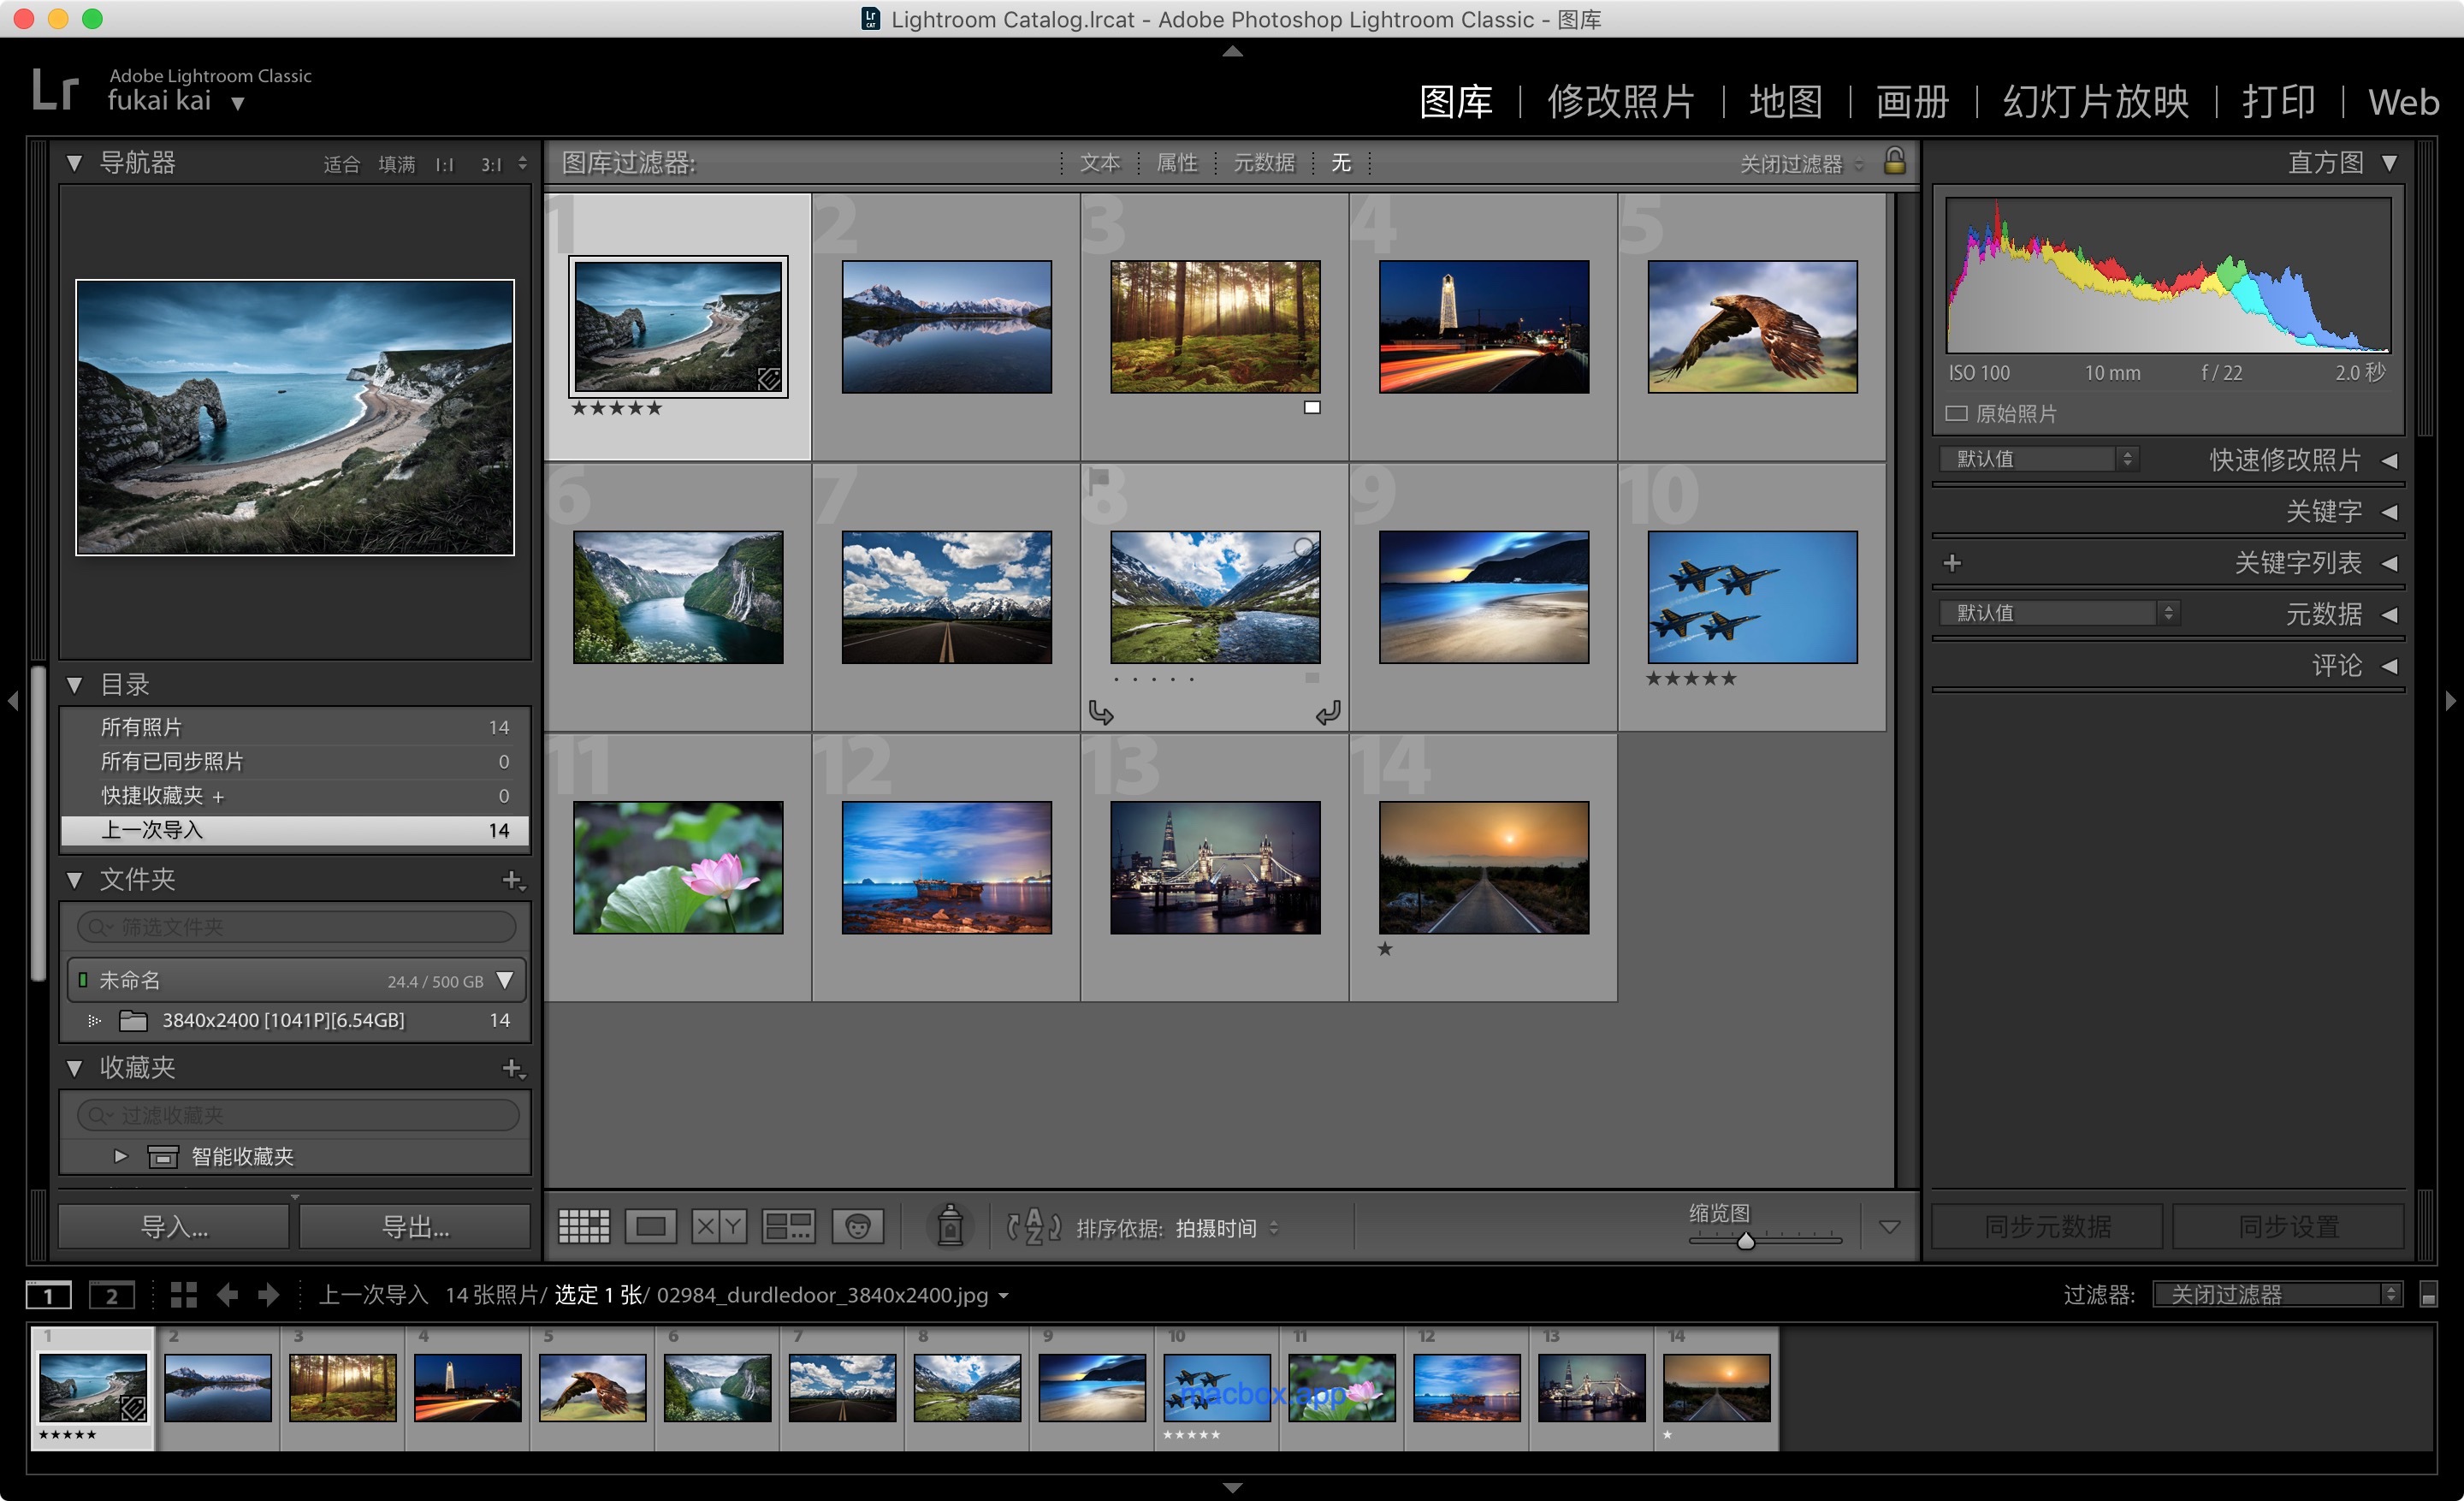 Lightroom Catalog.lrcat - Adobe Photoshop Lightroom Classic - 图库
Lr
Adobe Lightroom Classic
fukai kai
图库 | 修改照片 | 地图 | 画册 | 幻灯片放映 | 打印 | Web
导航器 适合 填满 1:1 3:1
图库过滤器: 文本 属性 元数据 无 关闭过滤器
直方图
1 2 3 4 5
ISO 100 10 mm f / 22 2.0 秒
原始照片
★★★★★
默认值 快速修改照片
关键字
6 7 8 9 10
关键字列表
默认值 元数据
评论
★★★★★
目录
所有照片 14
所有已同步照片 0
快捷收藏夹 + 0
上一次导入 14
11 12 13 14
★
文件夹
筛选文件夹
未命名 24.4 / 500 GB
3840x2400 [1041P][6.54GB] 14
收藏夹
过滤收藏夹
智能收藏夹
导入... 导出...
X Y
A Z
排序依据: 拍摄时间
缩览图
同步元数据 同步设置
1 2 上一次导入 14 张照片/ 选定 1 张/ 02984_durdledoor_3840x2400.jpg
过滤器: 关闭过滤器
1 2 3 4 5 6 7 8 9 10 11 12 13 14
macbox.app
★★★★★ ★★★★★ ★